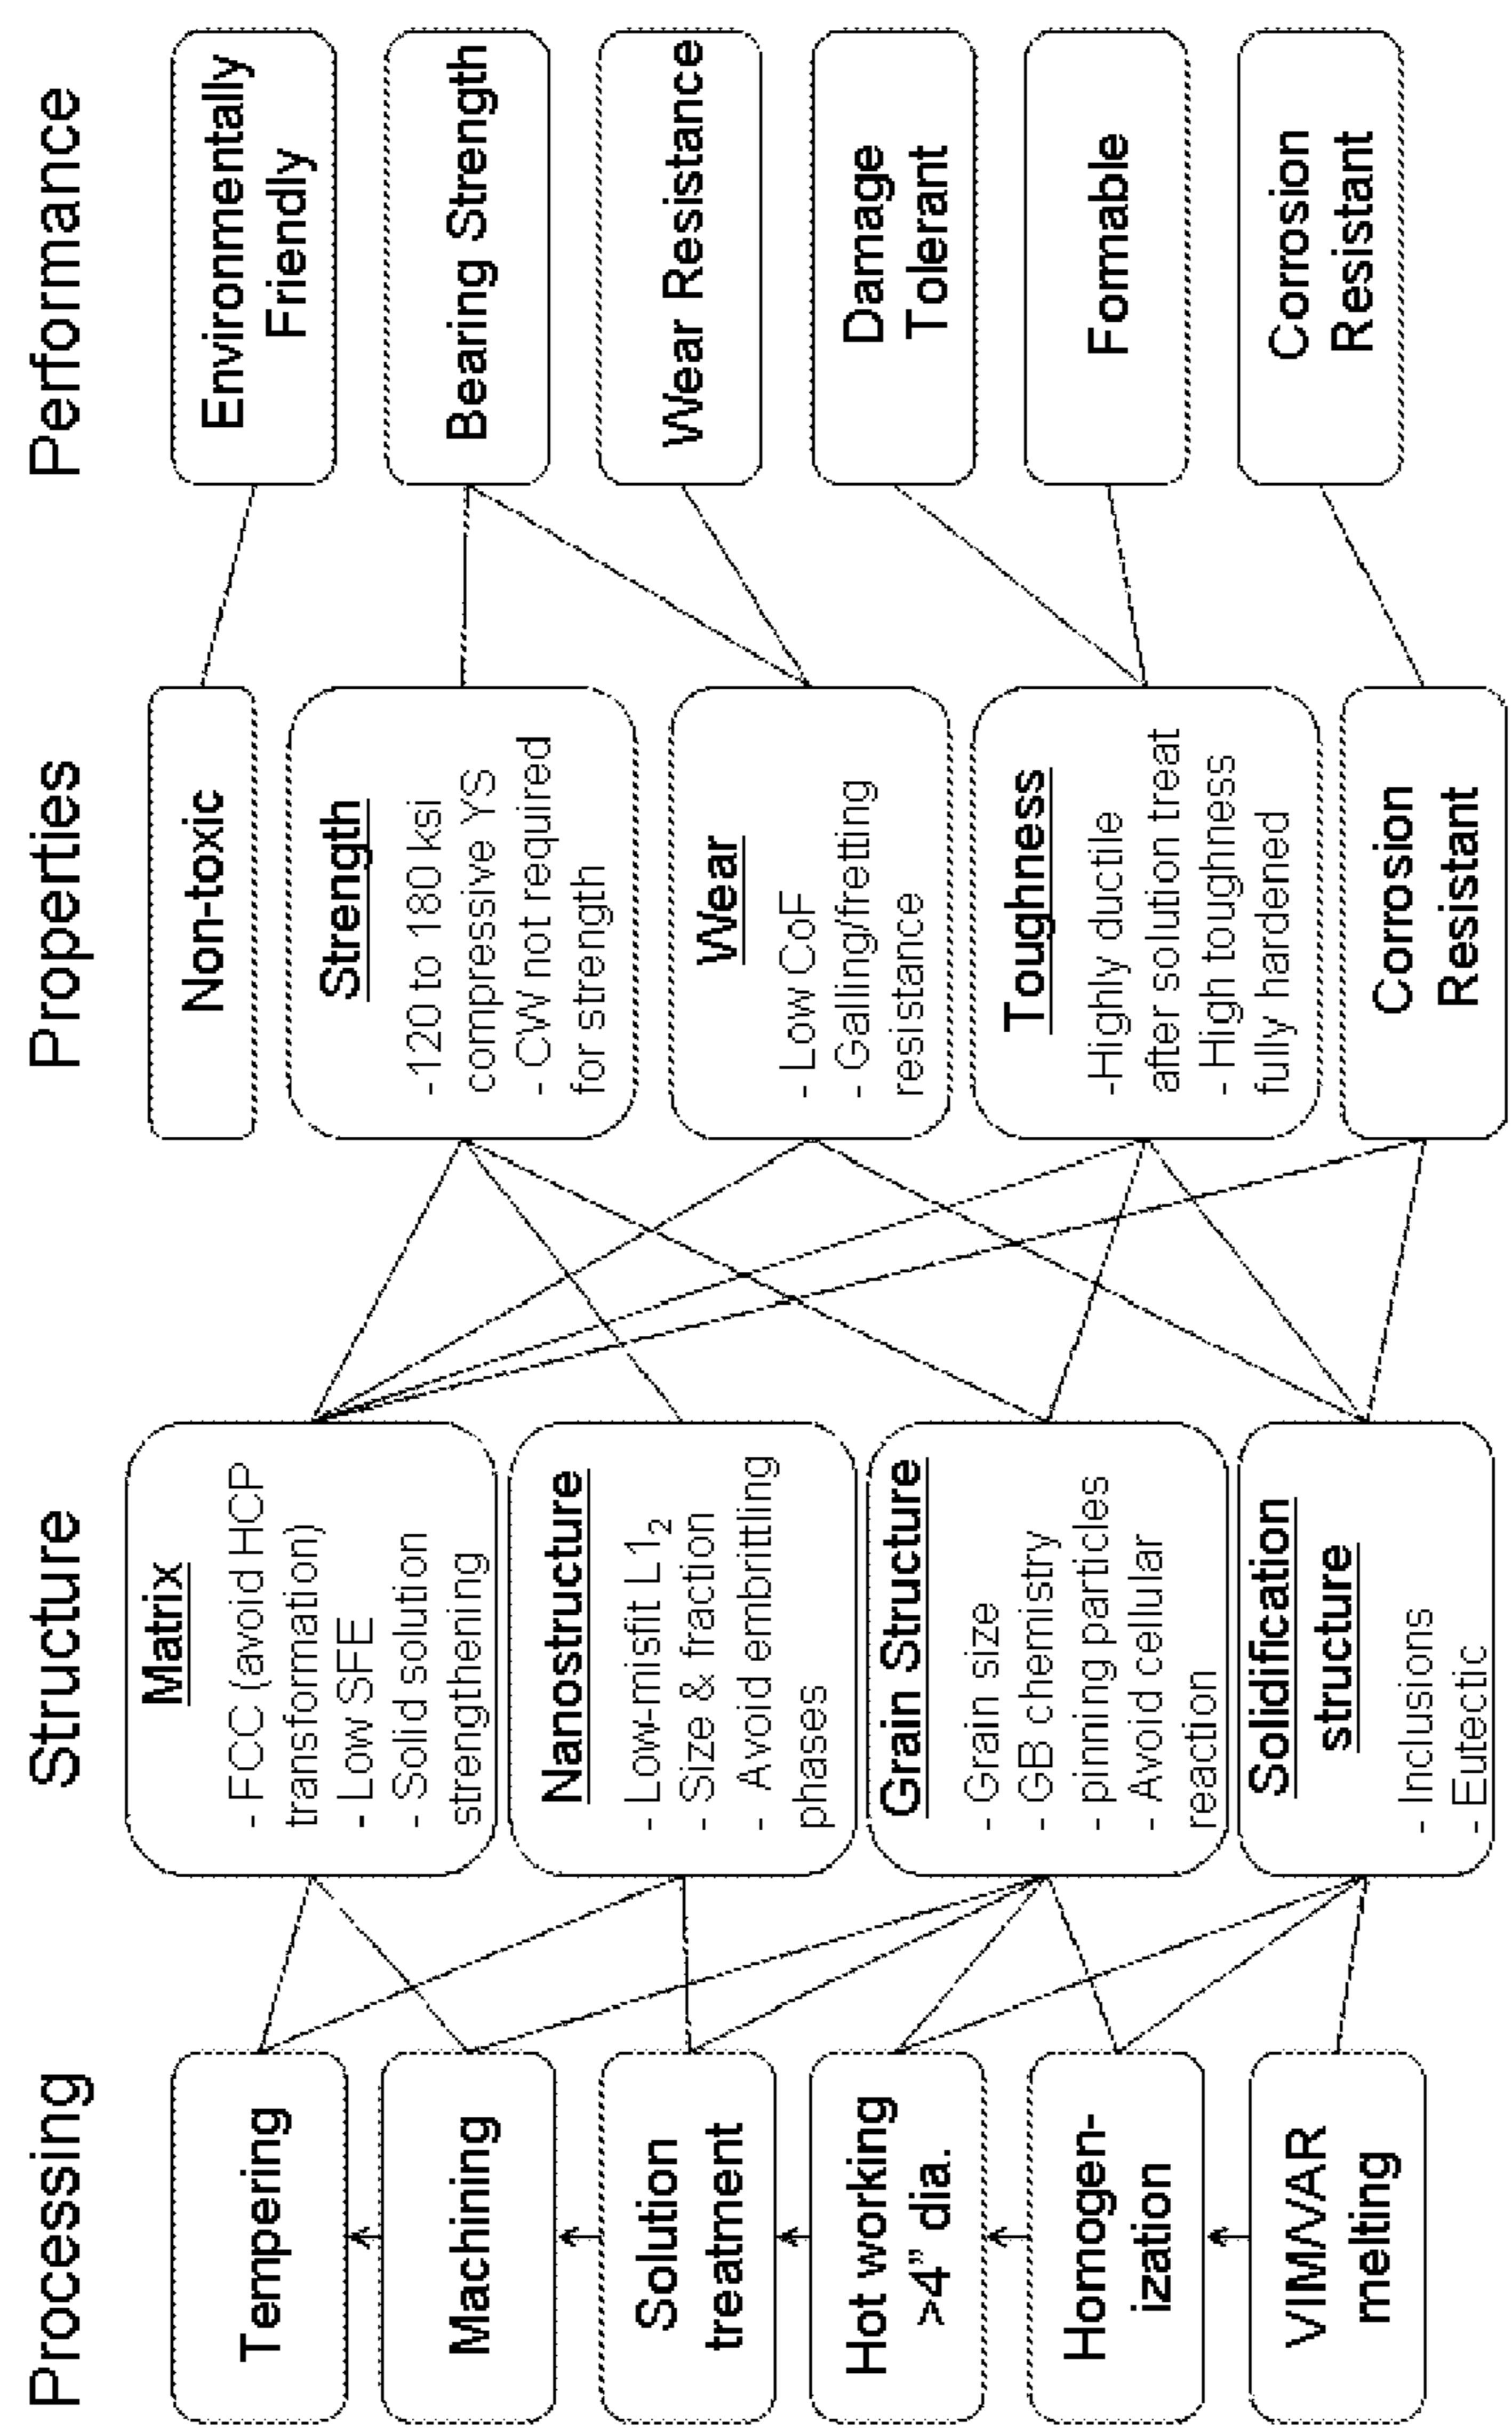 Processing
Tempering
Machining
Solution
treatment
Hot working
>4” dia.
Homogen-
ization
VIM/VAR
melting
Structure
Matrix
- FCC (avoid HCP
transformation)
- Low SFE
- Solid solution
strengthening
Nanostructure
- Low-misfit L1₂
- Size & fraction
- Avoid embrittling
phases
Grain Structure
- Grain size
- GB chemistry
- pinning particles
- Avoid cellular
reaction
Solidification
structure
- Inclusions
- Eutectic
Properties
Non-toxic
Strength
-120 to 180 ksi
compressive YS
- CW not required
for strength
Wear
- Low CoF
- Galling/fretting
resistance
Toughness
-Highly ductile
after solution treat
- High toughness
fully hardened
Corrosion
Resistant
Performance
Environmentally
Friendly
Bearing Strength
Wear Resistance
Damage
Tolerant
Formable
Corrosion
Resistant